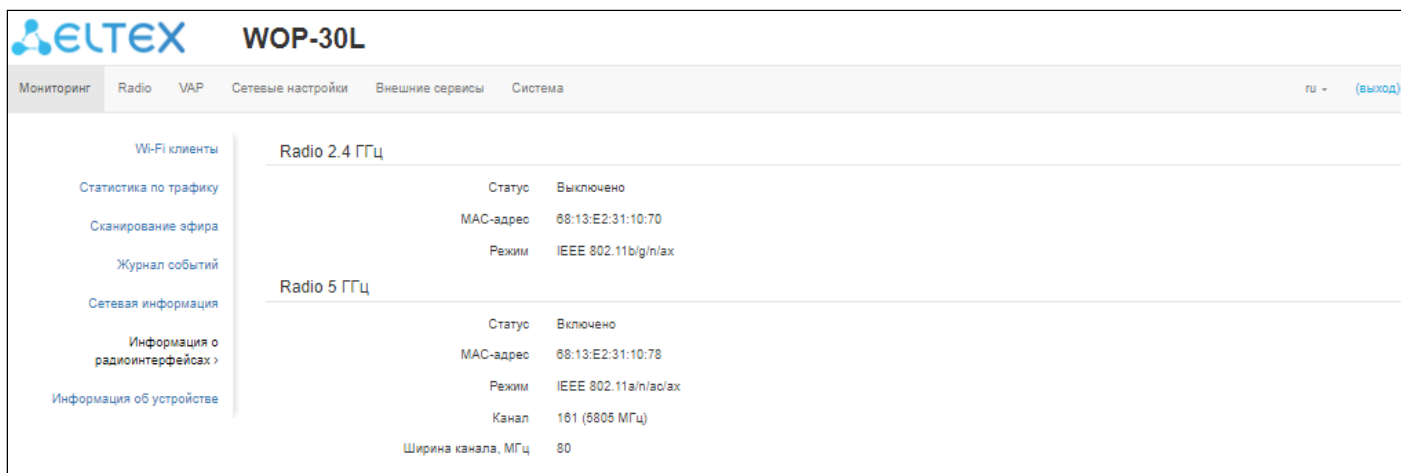 ELTEX WOP-30L
Мониторинг Radio VAP Сетевые настройки Внешние сервисы Система ru (выход)
Wi-Fi клиенты
Статистика по трафику
Сканирование эфира
Журнал событий
Сетевая информация
Информация о
радиоинтерфейсах ›
Информация об устройстве
Radio 2.4 ГГц
Статус Выключено
MAC-адрес 68:13:E2:31:10:70
Режим IEEE 802.11b/g/n/ax
Radio 5 ГГц
Статус Включено
MAC-адрес 68:13:E2:31:10:78
Режим IEEE 802.11a/n/ac/ax
Канал 161 (5805 МГц)
Ширина канала, МГц 80